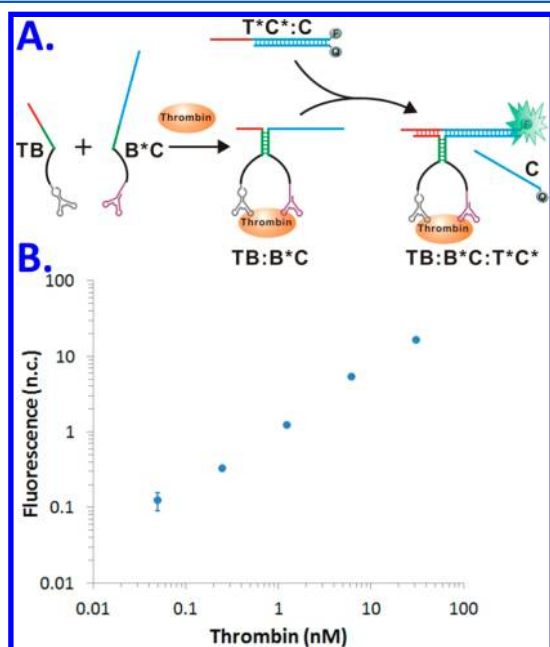 A.
T*C*:C
F
Q
TB
+
B*C
Thrombin
F
C
Q
Thrombin
Thrombin
TB:B*C
TB:B*C:T*C*
B.
100
10
1
0.1
0.01
Fluorescence (n.c.)
0.01
0.1
1
10
100
Thrombin (nM)